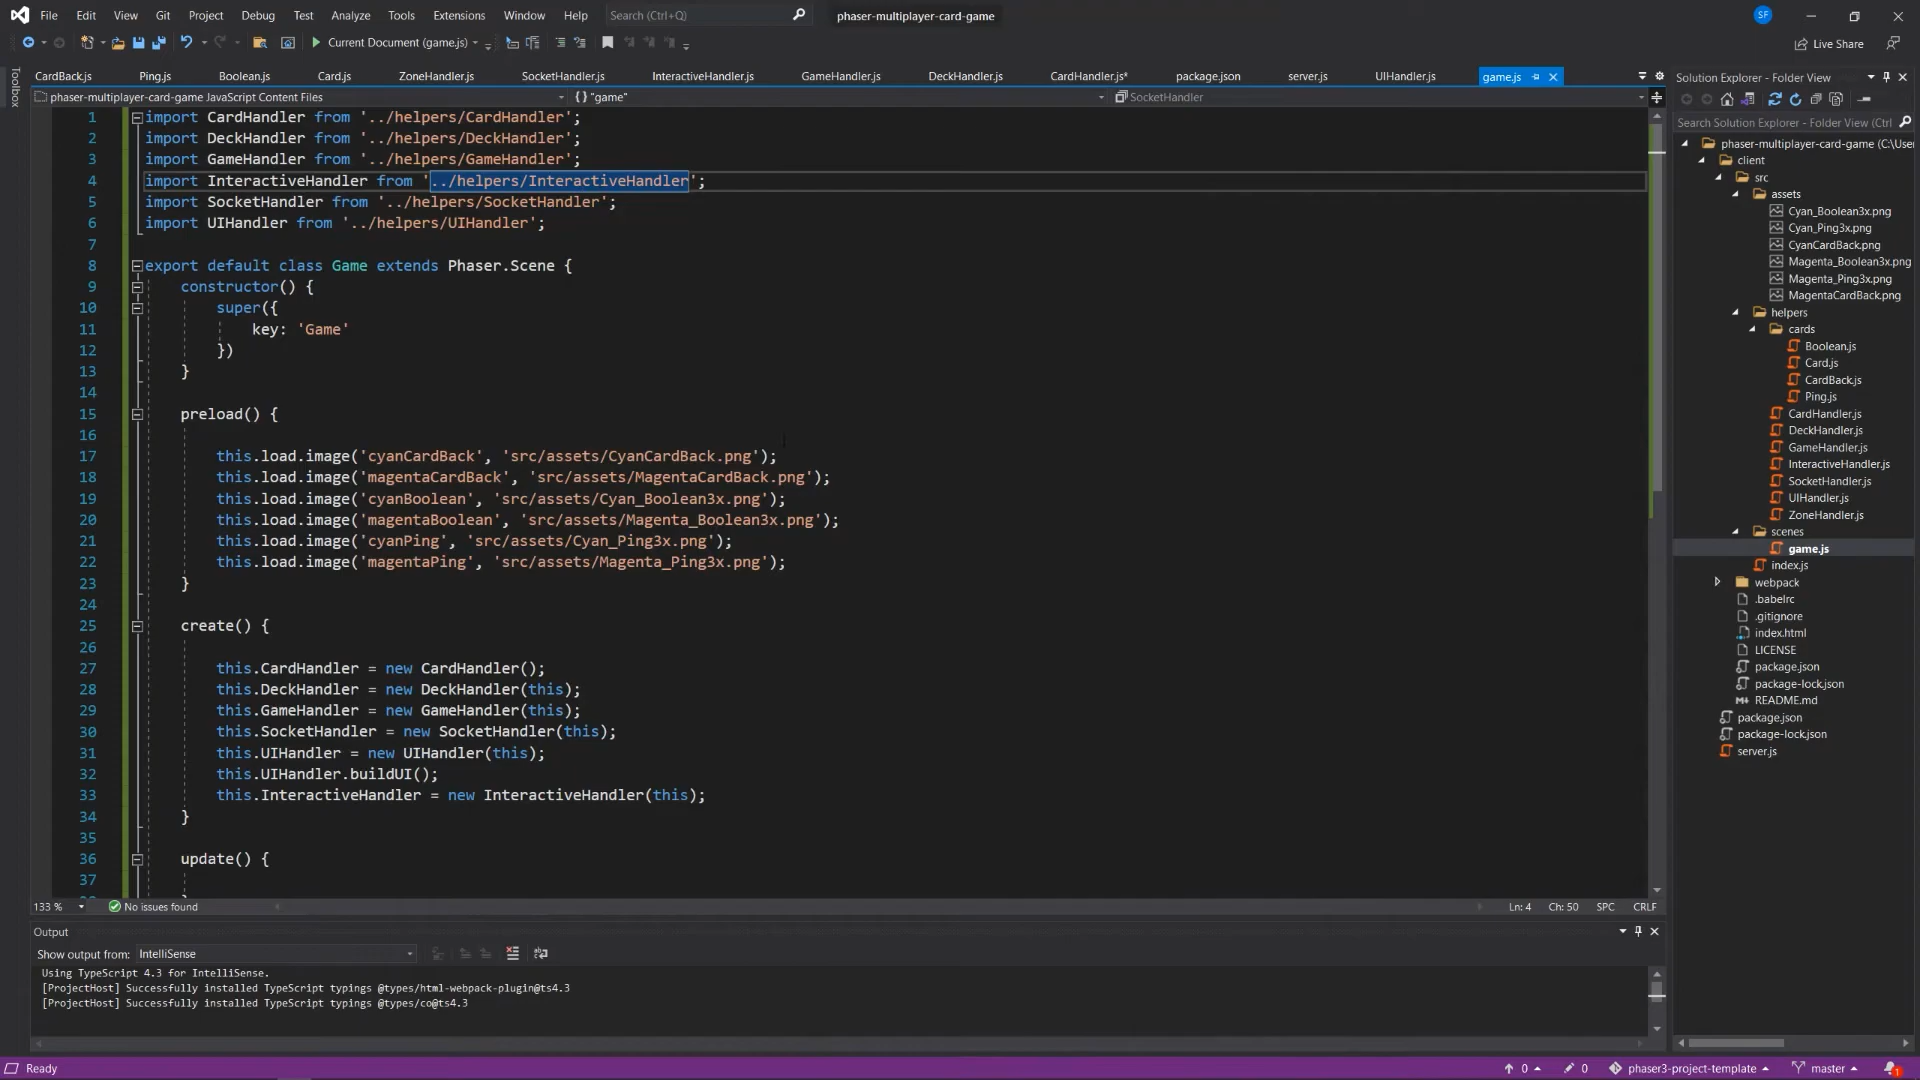 File Edit View Git Project Debug Test Analyze Tools Extensions Window Help Search (Ctrl+Q) phaser-multiplayer-card-game SF
Current Document (game.js) Live Share
Toolbox
CardBack.js Ping.js Boolean.js Card.js ZoneHandler.js SocketHandler.js InteractiveHandler.js GameHandler.js DeckHandler.js CardHandler.js* package.json server.js UIHandler.js game.js
phaser-multiplayer-card-game JavaScript Content Files {} "game" SocketHandler
1 import CardHandler from '../helpers/CardHandler';
2 import DeckHandler from '../helpers/DeckHandler';
3 import GameHandler from '../helpers/GameHandler';
4 import InteractiveHandler from '../helpers/InteractiveHandler';
5 import SocketHandler from '../helpers/SocketHandler';
6 import UIHandler from '../helpers/UIHandler';
7
8 export default class Game extends Phaser.Scene {
9 constructor() {
10 super({
11 key: 'Game'
12 })
13 }
14
15 preload() {
16
17 this.load.image('cyanCardBack', 'src/assets/CyanCardBack.png');
18 this.load.image('magentaCardBack', 'src/assets/MagentaCardBack.png');
19 this.load.image('cyanBoolean', 'src/assets/Cyan_Boolean3x.png');
20 this.load.image('magentaBoolean', 'src/assets/Magenta_Boolean3x.png');
21 this.load.image('cyanPing', 'src/assets/Cyan_Ping3x.png');
22 this.load.image('magentaPing', 'src/assets/Magenta_Ping3x.png');
23 }
24
25 create() {
26
27 this.CardHandler = new CardHandler();
28 this.DeckHandler = new DeckHandler(this);
29 this.GameHandler = new GameHandler(this);
30 this.SocketHandler = new SocketHandler(this);
31 this.UIHandler = new UIHandler(this);
32 this.UIHandler.buildUI();
33 this.InteractiveHandler = new InteractiveHandler(this);
34 }
35
36 update() {
37
133 % No issues found Ln: 4 Ch: 50 SPC CRLF
Output
Show output from: IntelliSense
Using TypeScript 4.3 for IntelliSense.
[ProjectHost] Successfully installed TypeScript typings @types/html-webpack-plugin@ts4.3
[ProjectHost] Successfully installed TypeScript typings @types/co@ts4.3
Solution Explorer - Folder View
Search Solution Explorer - Folder View (Ctrl
phaser-multiplayer-card-game (C:\User
client
src
assets
Cyan_Boolean3x.png
Cyan_Ping3x.png
CyanCardBack.png
Magenta_Boolean3x.png
Magenta_Ping3x.png
MagentaCardBack.png
helpers
cards
Boolean.js
Card.js
CardBack.js
Ping.js
CardHandler.js
DeckHandler.js
GameHandler.js
InteractiveHandler.js
SocketHandler.js
UIHandler.js
ZoneHandler.js
scenes
game.js
index.js
webpack
.babelrc
.gitignore
index.html
LICENSE
package.json
package-lock.json
README.md
package.json
package-lock.json
server.js
Ready 0 0 phaser3-project-template master 1